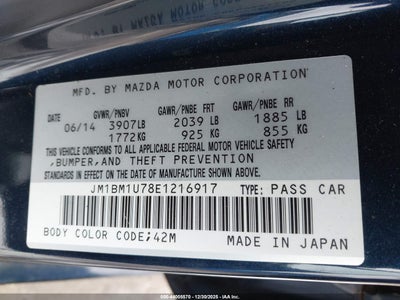 MFD. BY MAZDA MOTOR CORPORATION
GVWR/PNBV GAWR/PNBE FRT GAWR/PNBE RR
06/14 3907LB 2039 LB 1885 LB
1772KG 925 KG 855 KG
THIS VEHICLE CONFORMS TO ALL APPLICABLE FEDERAL MOTOR VEHICLE SAFETY
,BUMPER,AND THEFT PREVENTION
STANDARDS IN EFFECT ON THE DATE OF MANUFACTURE SHOWN ABOVE.
JM1BM1U78E1216917 TYPE: PASS CAR
BODY COLOR CODE;42M MADE IN JAPAN